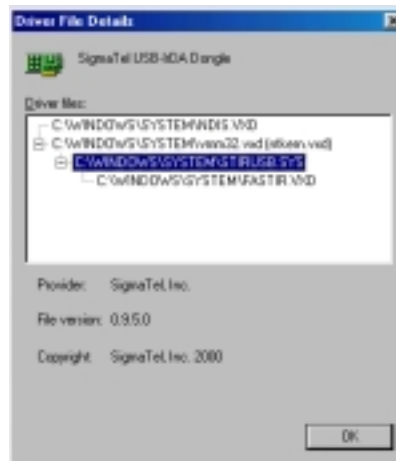 Driver File Details
SigmaTel USB-IrDA Dongle
Driver files:
C:\WINDOWS\SYSTEM\NDIS.VXD
C:\WINDOWS\SYSTEM\vmm32.vxd (ntkern.vxd)
C:\WINDOWS\SYSTEM\STIRUSB.SYS
C:\WINDOWS\SYSTEM\FASTIR.VXD
Provider: SigmaTel, Inc.
File version: 0.9.5.0
Copyright: SigmaTel, Inc. 2000
OK